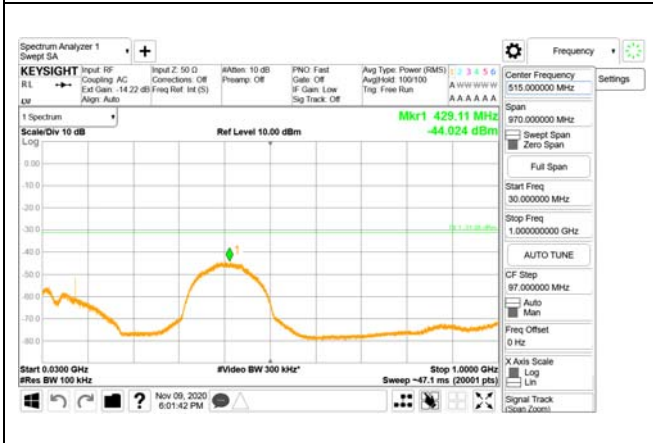 Spectrum Analyzer 1
Swept SA
Frequency
KEYSIGHT
RL
Input: RF
Coupling: AC
Ext Gain: -14.22 dB
Align: Auto
Input Z: 50 Ω
Corrections: Off
Freq Ref: Int (S)
#Atten: 10 dB
Preamp: Off
PNO: Fast
Gate: Off
IF Gain: Low
Sig Track: Off
Avg Type: Power (RMS)
Avg|Hold: 100/100
Trig: Free Run
1 2 3 4 5 6
A W W W W W
A A A A A A
1 Spectrum
Scale/Div 10 dB
Ref Level 10.00 dBm
Mkr1 429.11 MHz
-44.024 dBm
Log
0.00
-10.0
-20.0
-30.0
-40.0
-50.0
-60.0
-70.0
-80.0
1
Start 0.0300 GHz
#Res BW 100 kHz
#Video BW 300 kHz*
Stop 1.0000 GHz
Sweep ~47.1 ms (20001 pts)
?
Nov 09, 2020
6:01:42 PM
Center Frequency
515.000000 MHz
Settings
Span
970.000000 MHz
Swept Span
Zero Span
Full Span
Start Freq
30.000000 MHz
Stop Freq
1.000000000 GHz
AUTO TUNE
CF Step
97.000000 MHz
Auto
Man
Freq Offset
0 Hz
X Axis Scale
Log
Lin
Signal Track
(Span Zoom)